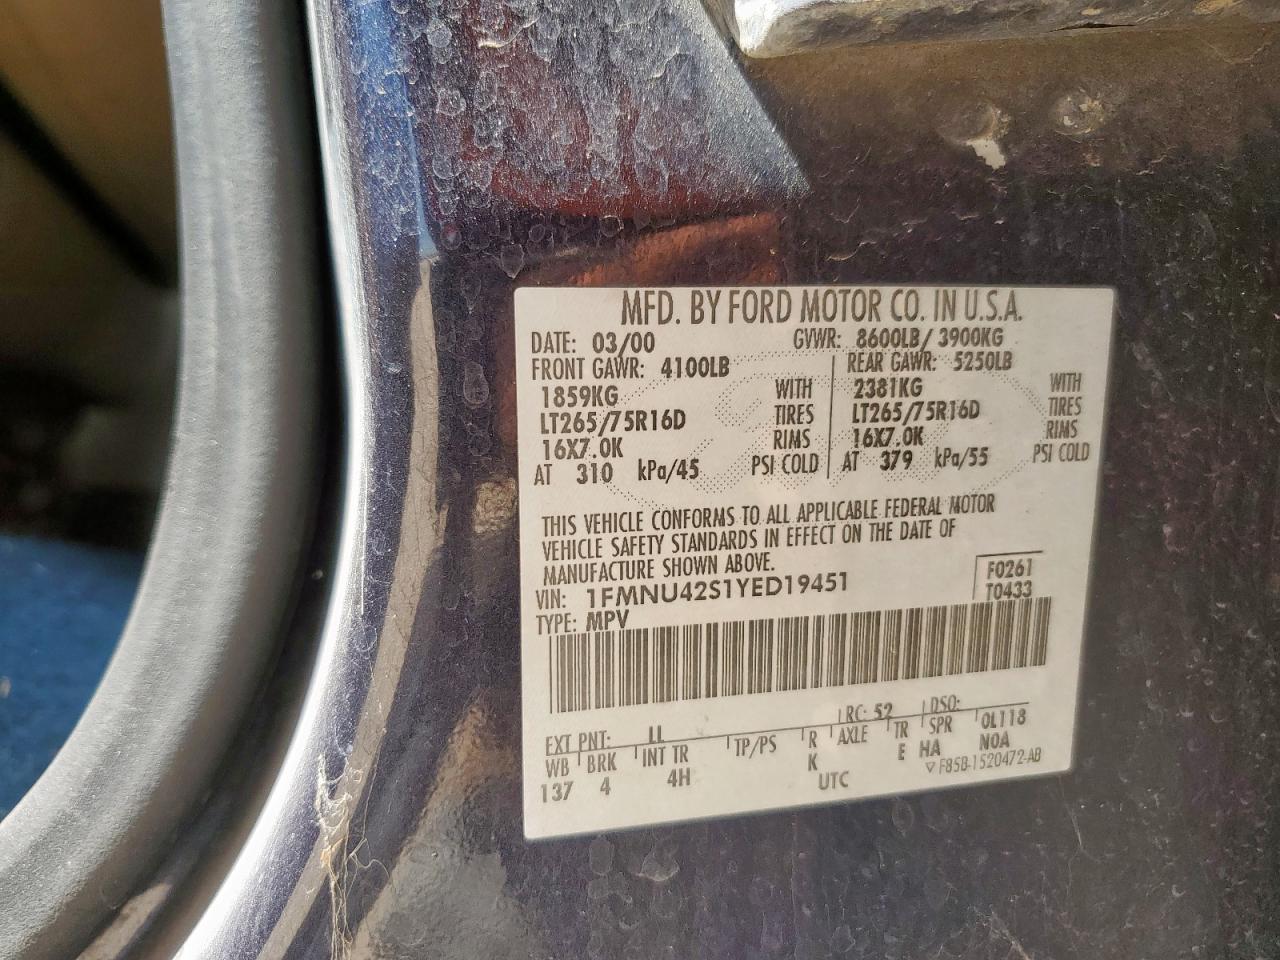 MFD. BY FORD MOTOR CO. IN U.S.A.
DATE: 03/00 GVWR: 8600LB/ 3900KG
FRONT GAWR: 4100LB REAR GAWR: 5250LB
1859KG WITH 2381KG WITH
LT265/75R16D TIRES LT265/75R16D TIRES
16X7.0K RIMS 16X7.0K RIMS
AT 310 kPa/45 PSI COLD AT 379 kPa/55 PSI COLD
THIS VEHICLE CONFORMS TO ALL APPLICABLE FEDERAL MOTOR
VEHICLE SAFETY STANDARDS IN EFFECT ON THE DATE OF
MANUFACTURE SHOWN ABOVE.
VIN: 1FMNU42S1YED19451 F0261
TYPE: MPV T0433
EXT PNT: LL RC: 52 DSO:
WB BRK INT TR TP/PS R AXLE TR SPR OL118
137 4 4H K UTC E HA NOA
▽ F85B-1520472-AB